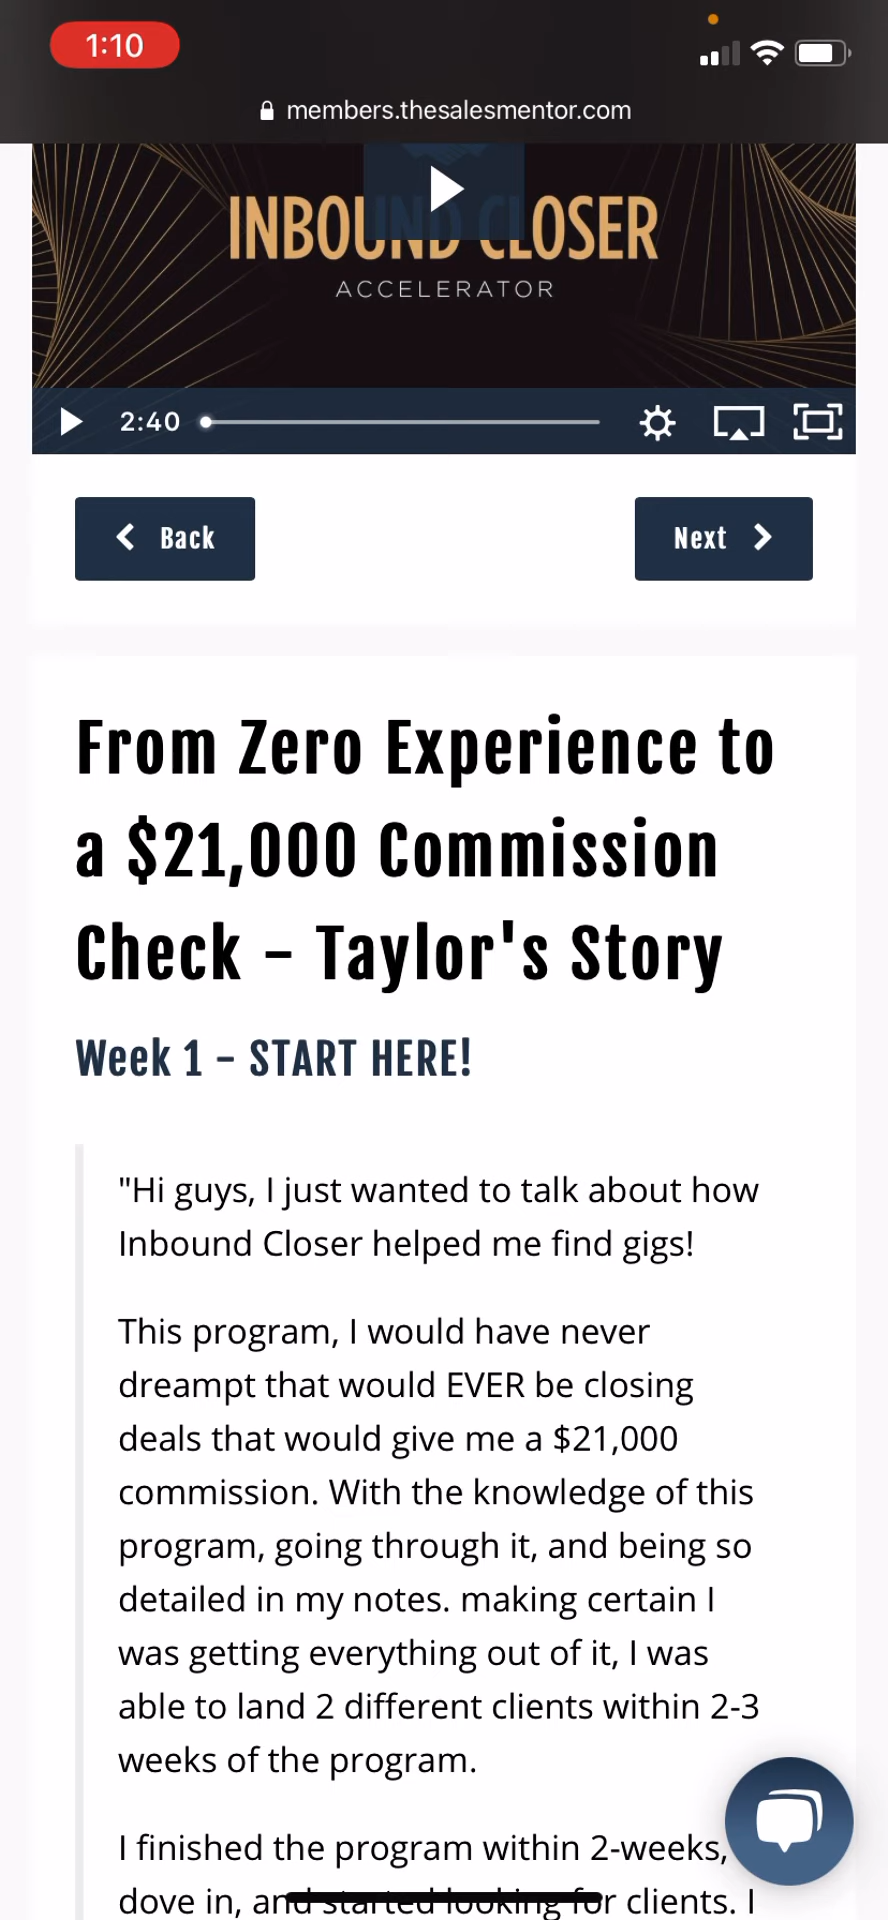 1:10
members.thesalesmentor.com
INBOUND CLOSER
ACCELERATOR
2:40
Back
Next
From Zero Experience to
a $21,000 Commission
Check - Taylor's Story
Week 1 - START HERE!
"Hi guys, I just wanted to talk about how
Inbound Closer helped me find gigs!
This program, I would have never
dreampt that would EVER be closing
deals that would give me a $21,000
commission. With the knowledge of this
program, going through it, and being so
detailed in my notes. making certain I
was getting everything out of it, I was
able to land 2 different clients within 2-3
weeks of the program.
I finished the program within 2-weeks,
dove in, and started looking for clients. I